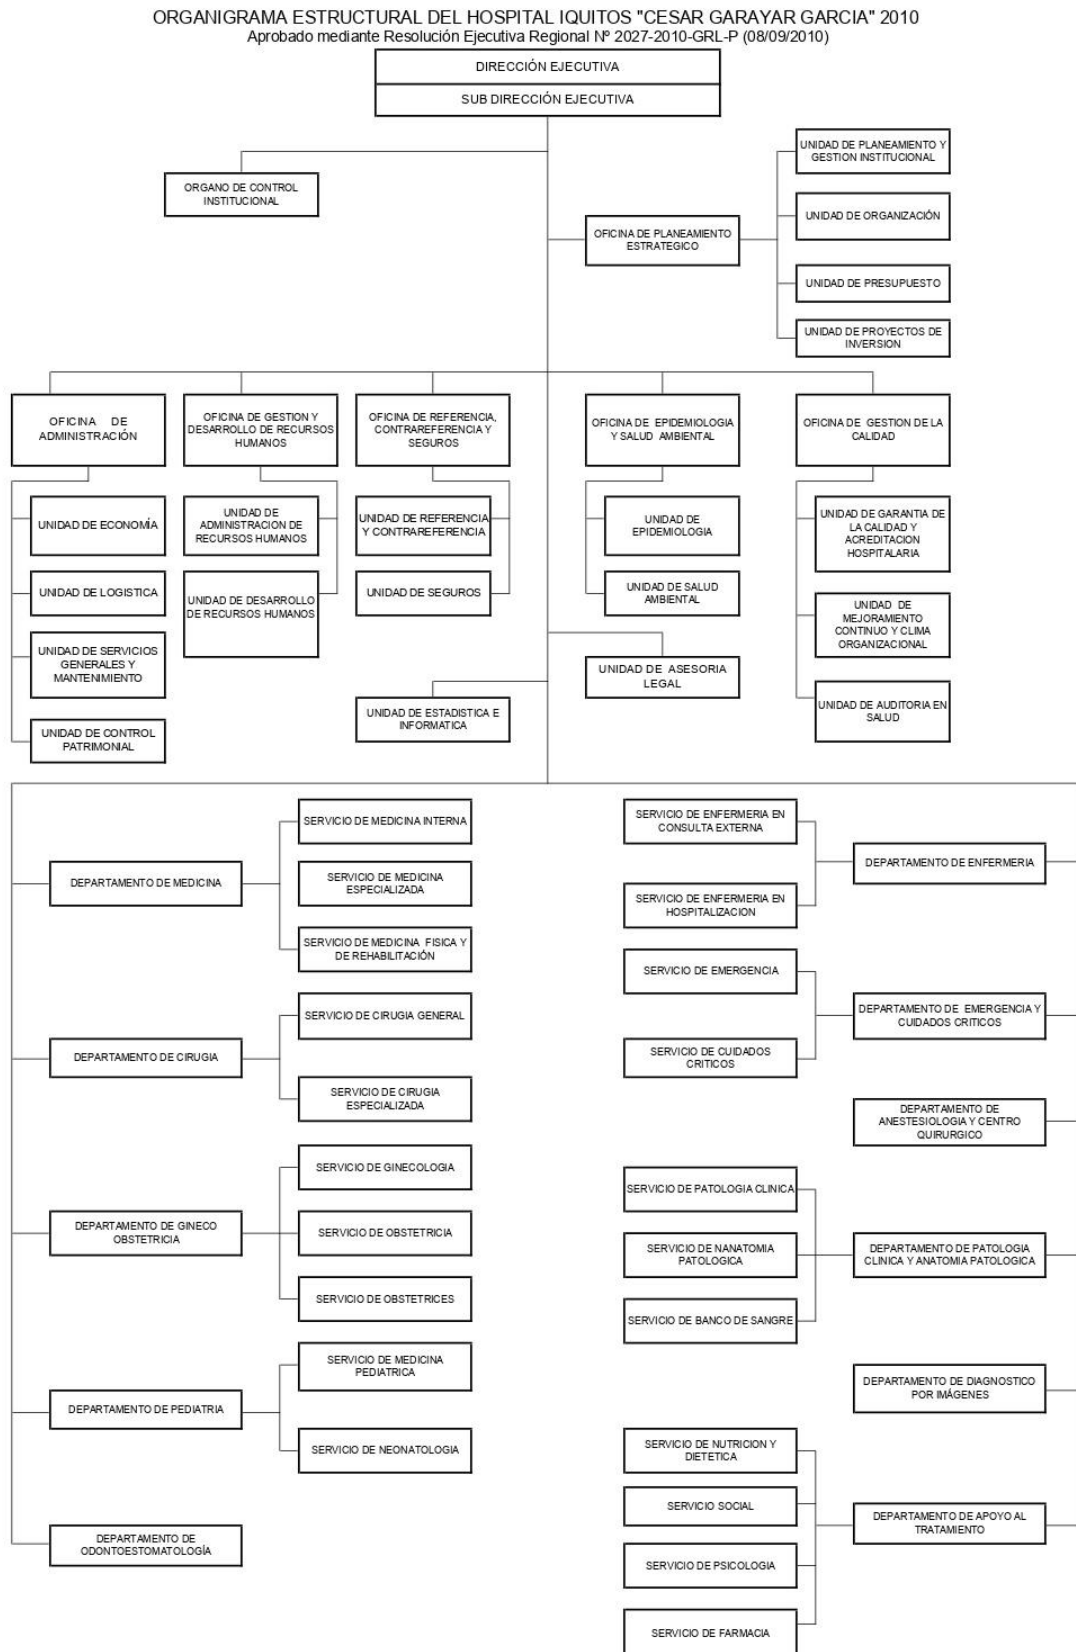 ORGANIGRAMA ESTRUCTURAL DEL HOSPITAL IQUITOS "CESAR GARAYAR GARCIA" 2010
Aprobado mediante Resolución Ejecutiva Regional Nº 2027-2010-GRL-P (08/09/2010)
DIRECCIÓN EJECUTIVA
SUB DIRECCIÓN EJECUTIVA
ORGANO DE CONTROL
INSTITUCIONAL
OFICINA DE PLANEAMIENTO
ESTRATEGICO
UNIDAD DE PLANEAMIENTO Y
GESTION INSTITUCIONAL
UNIDAD DE ORGANIZACIÓN
UNIDAD DE PRESUPUESTO
UNIDAD DE PROYECTOS DE
INVERSION
OFICINA DE
ADMINISTRACIÓN
OFICINA DE GESTION Y
DESARROLLO DE RECURSOS
HUMANOS
OFICINA DE REFERENCIA,
CONTRAREFERENCIA Y
SEGUROS
OFICINA DE EPIDEMIOLOGIA
Y SALUD AMBIENTAL
OFICINA DE GESTION DE LA
CALIDAD
UNIDAD DE ECONOMÍA
UNIDAD DE LOGISTICA
UNIDAD DE SERVICIOS
GENERALES Y
MANTENIMIENTO
UNIDAD DE CONTROL
PATRIMONIAL
UNIDAD DE
ADMINISTRACION DE
RECURSOS HUMANOS
UNIDAD DE DESARROLLO
DE RECURSOS HUMANOS
UNIDAD DE REFERENCIA
Y CONTRAREFERENCIA
UNIDAD DE SEGUROS
UNIDAD DE
EPIDEMIOLOGIA
UNIDAD DE SALUD
AMBIENTAL
UNIDAD DE GARANTIA DE
LA CALIDAD Y
ACREDITACION
HOSPITALARIA
UNIDAD DE
MEJORAMIENTO
CONTINUO Y CLIMA
ORGANIZACIONAL
UNIDAD DE AUDITORIA EN
SALUD
UNIDAD DE ASESORIA
LEGAL
UNIDAD DE ESTADISTICA E
INFORMATICA
DEPARTAMENTO DE MEDICINA
SERVICIO DE MEDICINA INTERNA
SERVICIO DE MEDICINA
ESPECIALIZADA
SERVICIO DE MEDICINA FISICA Y
DE REHABILITACIÓN
DEPARTAMENTO DE CIRUGIA
SERVICIO DE CIRUGIA GENERAL
SERVICIO DE CIRUGIA
ESPECIALIZADA
DEPARTAMENTO DE GINECO
OBSTETRICIA
SERVICIO DE GINECOLOGIA
SERVICIO DE OBSTETRICIA
SERVICIO DE OBSTETRICES
DEPARTAMENTO DE PEDIATRIA
SERVICIO DE MEDICINA
PEDIATRICA
SERVICIO DE NEONATOLOGIA
DEPARTAMENTO DE
ODONTOESTOMATOLOGÍA
SERVICIO DE ENFERMERIA EN
CONSULTA EXTERNA
SERVICIO DE ENFERMERIA EN
HOSPITALIZACION
DEPARTAMENTO DE ENFERMERIA
SERVICIO DE EMERGENCIA
SERVICIO DE CUIDADOS
CRITICOS
DEPARTAMENTO DE EMERGENCIA Y
CUIDADOS CRITICOS
DEPARTAMENTO DE
ANESTESIOLOGIA Y CENTRO
QUIRURGICO
SERVICIO DE PATOLOGIA CLINICA
SERVICIO DE NANATOMIA
PATOLOGICA
SERVICIO DE BANCO DE SANGRE
DEPARTAMENTO DE PATOLOGIA
CLINICA Y ANATOMIA PATOLOGICA
DEPARTAMENTO DE DIAGNOSTICO
POR IMÁGENES
SERVICIO DE NUTRICION Y
DIETETICA
SERVICIO SOCIAL
SERVICIO DE PSICOLOGIA
SERVICIO DE FARMACIA
DEPARTAMENTO DE APOYO AL
TRATAMIENTO